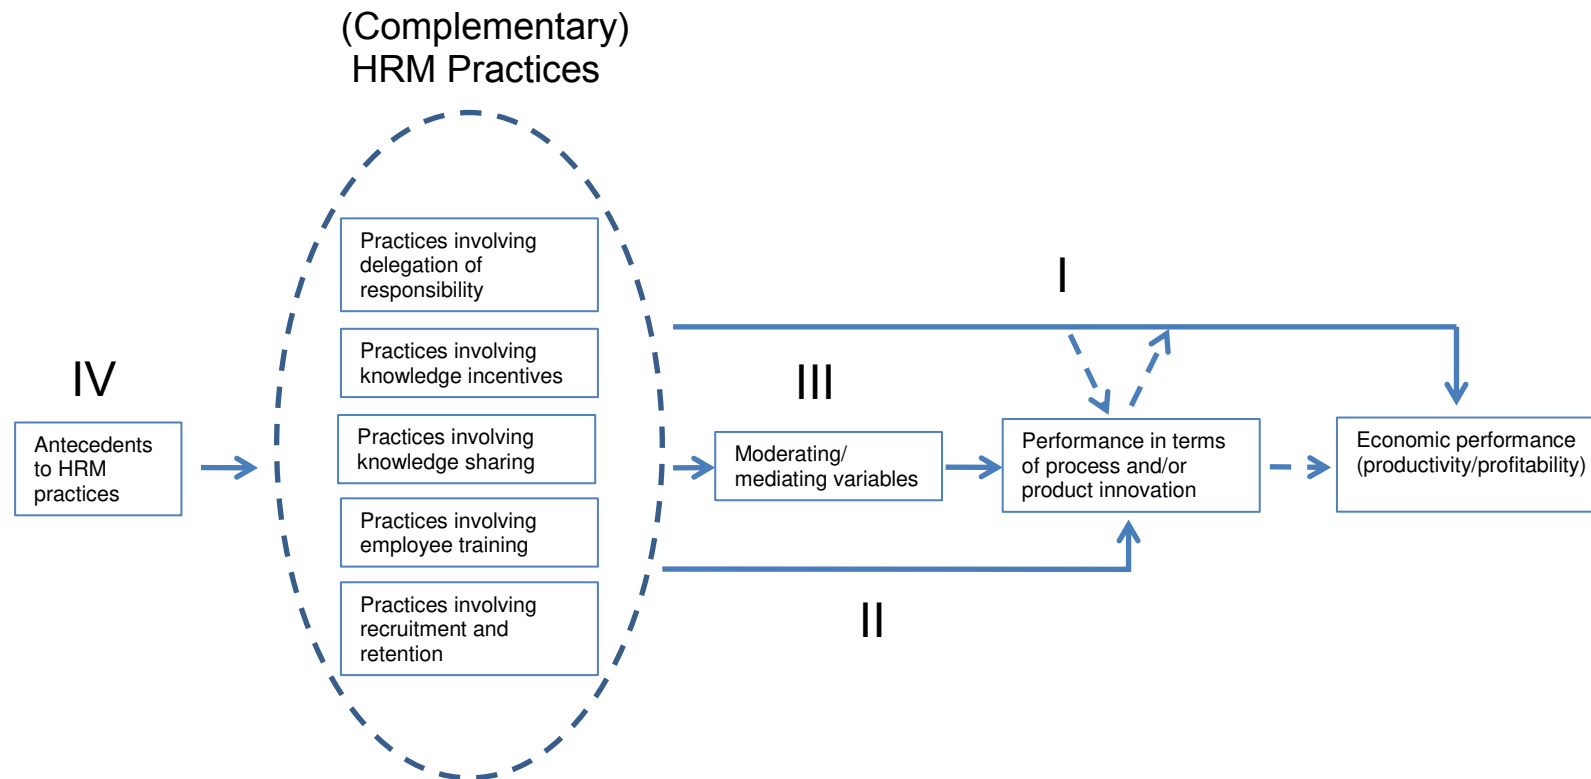 (Complementary)
HRM Practices
Practices involving
delegation of
responsibility
I
Practices involving
knowledge incentives
IV
III
Antecedents
to HRM
practices
Practices involving
knowledge sharing
Moderating/
mediating variables
Performance in terms
of process and/or
product innovation
Economic performance
(productivity/profitability)
Practices involving
employee training
Practices involving
recruitment and
retention
II